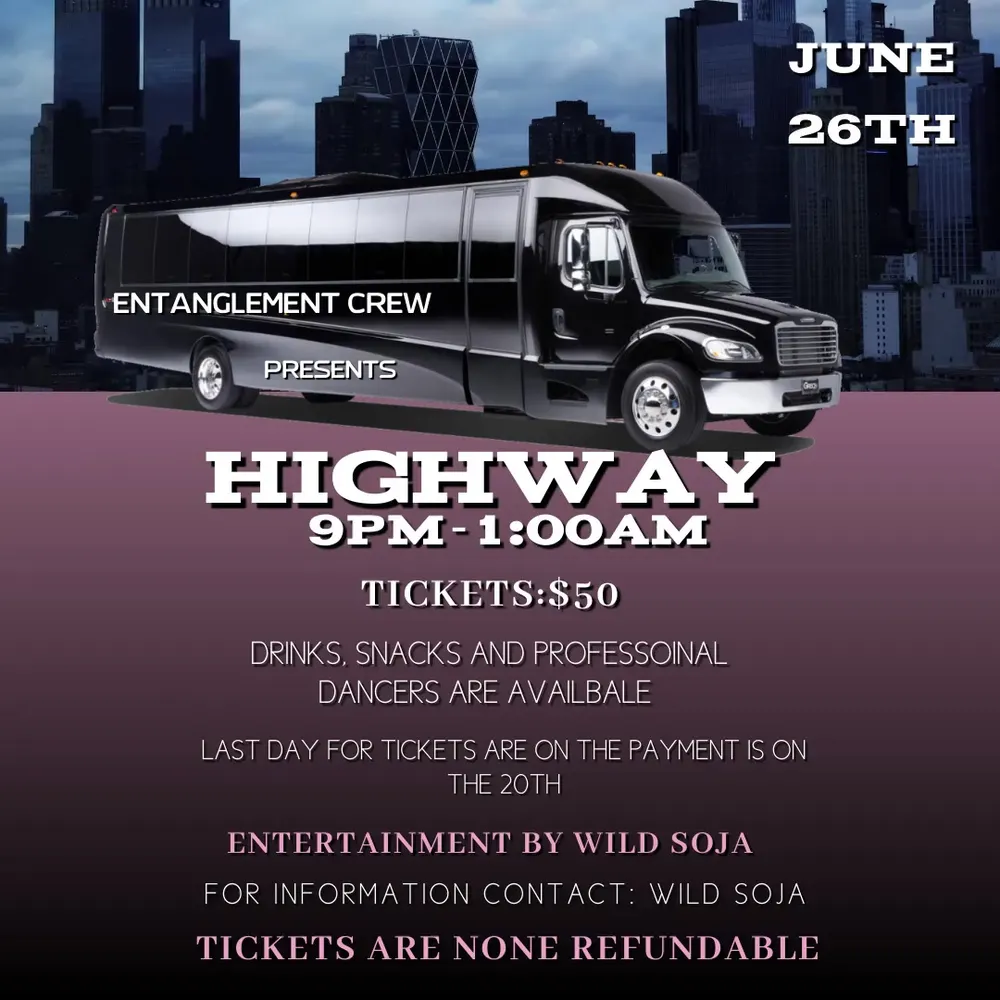 JUNE
26TH
ENTANGLEMENT CREW
PRESENTS
HIGHWAY
9PM - 1:00AM
TICKETS:$50
DRINKS, SNACKS AND PROFESSOINAL
DANCERS ARE AVAILBALE
LAST DAY FOR TICKETS ARE ON THE PAYMENT IS ON
THE 20TH
ENTERTAINMENT BY WILD SOJA
FOR INFORMATION CONTACT: WILD SOJA
TICKETS ARE NONE REFUNDABLE